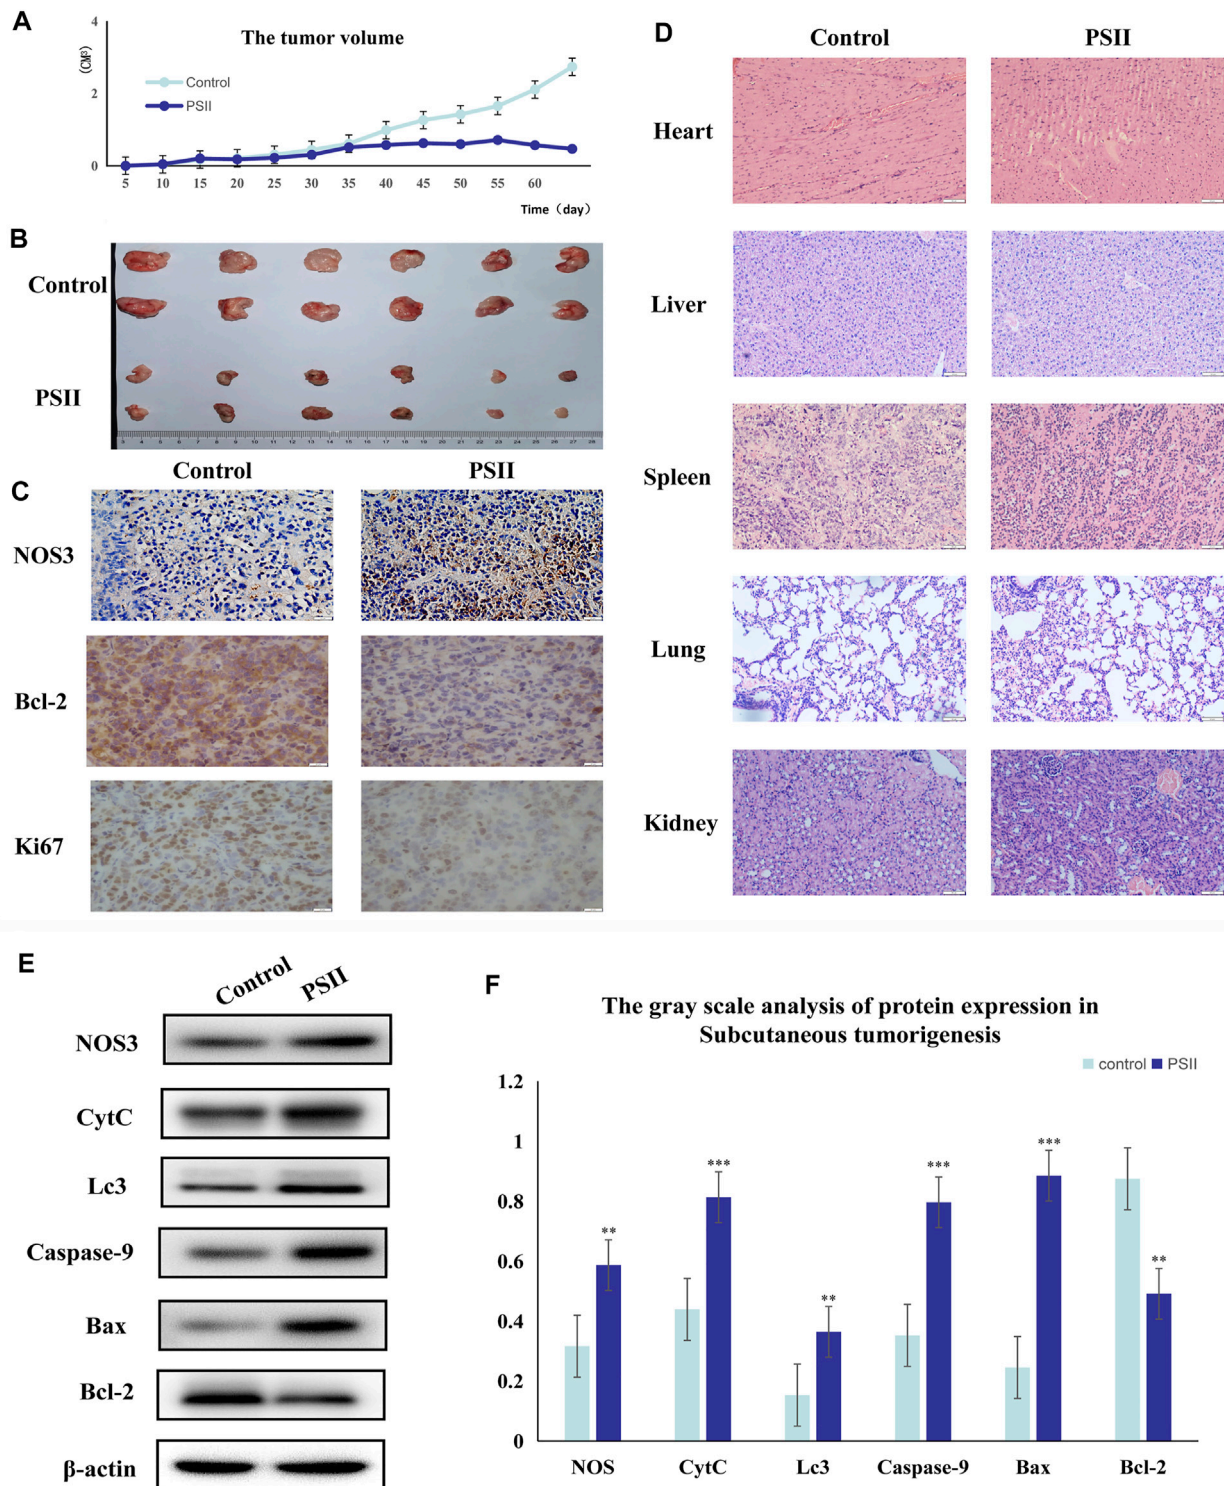 A
The tumor volume
(CM³)
4
2
0
Control
PSII
5 10 15 20 25 30 35 40 45 50 55 60
Time (day)
B
Control
PSII
C
Control PSII
NOS3
Bcl-2
Ki67
D
Control PSII
Heart
Liver
Spleen
Lung
Kidney
E
Control PSII
NOS3
CytC
Lc3
Caspase-9
Bax
Bcl-2
β-actin
F
The gray scale analysis of protein expression in
Subcutaneous tumorigenesis
control PSII
1.2
1
0.8
0.6
0.4
0.2
0
** *** ** *** *** **
NOS CytC Lc3 Caspase-9 Bax Bcl-2